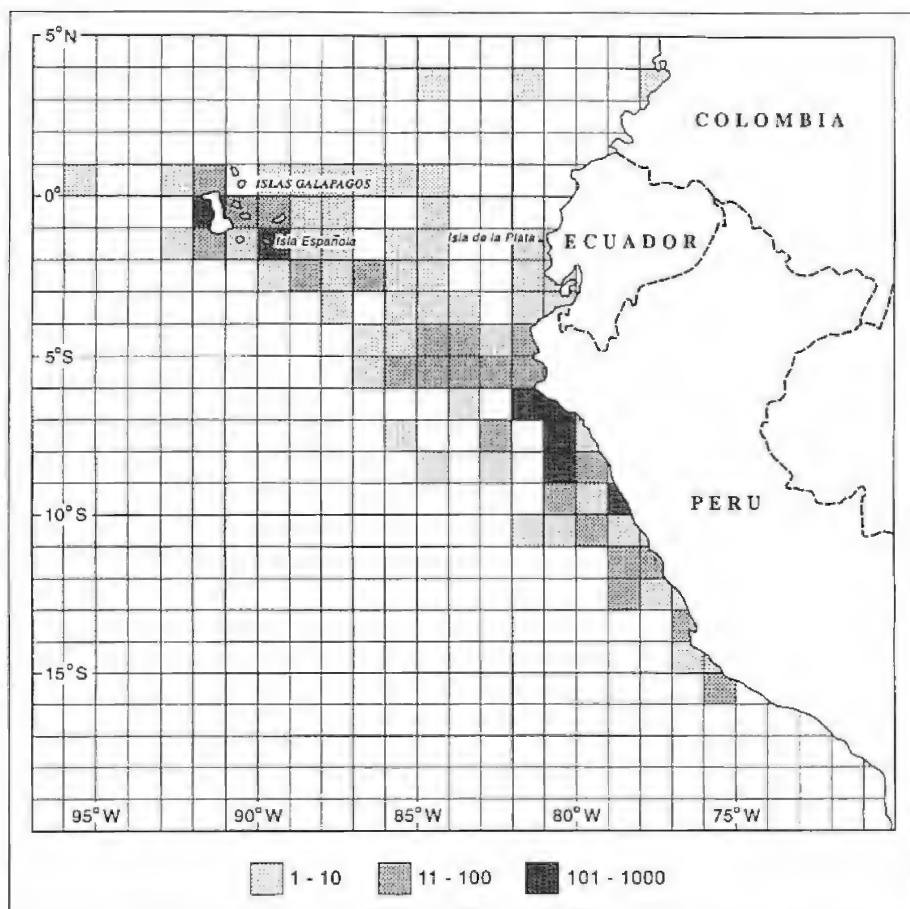 5°N
COLOMBIA
ISLAS GALAPAGOS
0°
Isla Española
Isla de la Plata
ECUADOR
5°S
PERU
10°S
15°S
95°W 90°W 85°W 80°W 75°W
1 - 10 11 - 100 101 - 1000